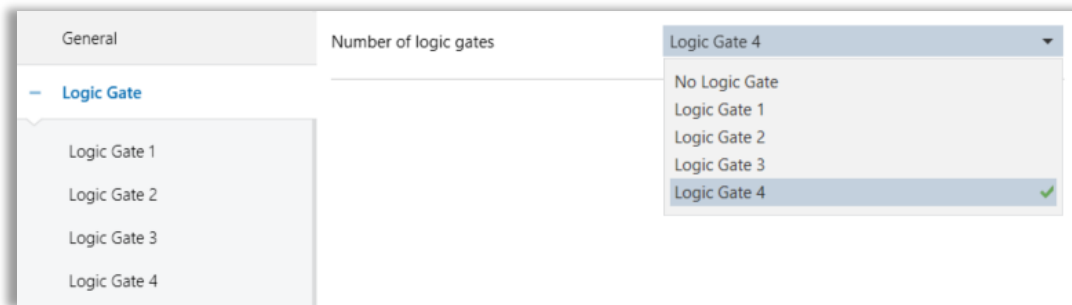 General
Logic Gate
Logic Gate 1
Logic Gate 2
Logic Gate 3
Logic Gate 4
Number of logic gates
Logic Gate 4
No Logic Gate
Logic Gate 1
Logic Gate 2
Logic Gate 3
Logic Gate 4